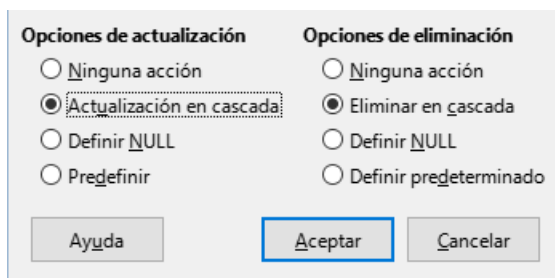 Opciones de actualización
Ninguna acción
Actualización en cascada
Definir NULL
Predefinir
Opciones de eliminación
Ninguna acción
Eliminar en cascada
Definir NULL
Definir predeterminado
Ayuda
Aceptar
Cancelar